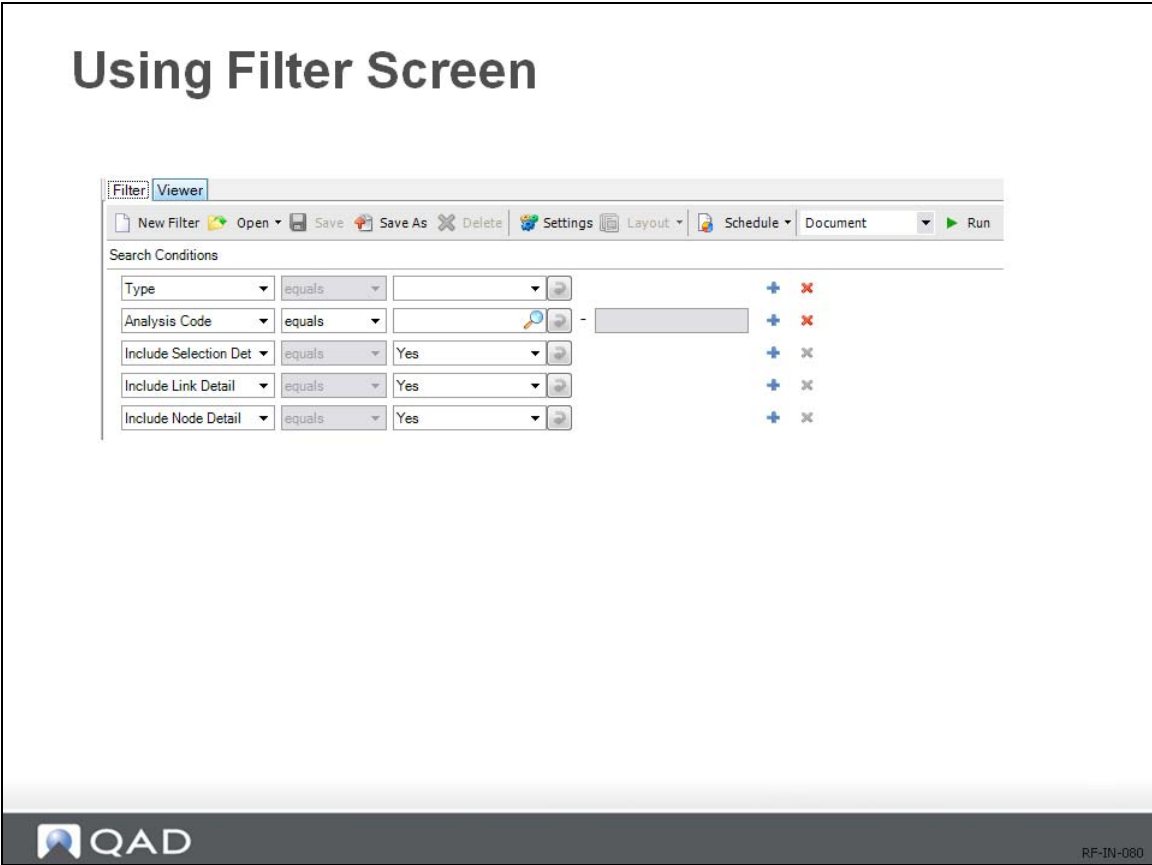 Using Filter Screen
Filter Viewer
New Filter Open Save Save As Delete Settings Layout Schedule Document Run
Search Conditions
Type equals
Analysis Code equals -
Include Selection Det equals Yes
Include Link Detail equals Yes
Include Node Detail equals Yes
QAD
RF-IN-080